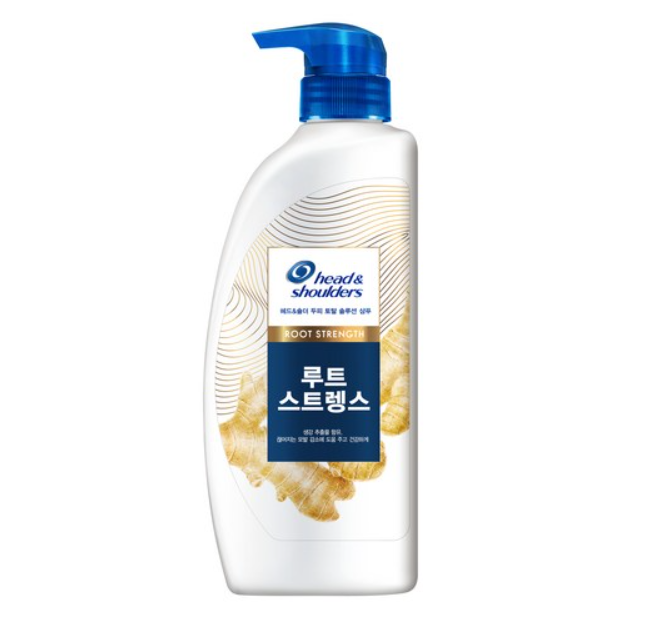 head&
shoulders
헤드&숄더 두피 토탈 솔루션 샴푸
ROOT STRENGTH
루트
스트렝스
생강 추출물 함유,
끊어지는 모발 감소에 도움 주고 건강하게